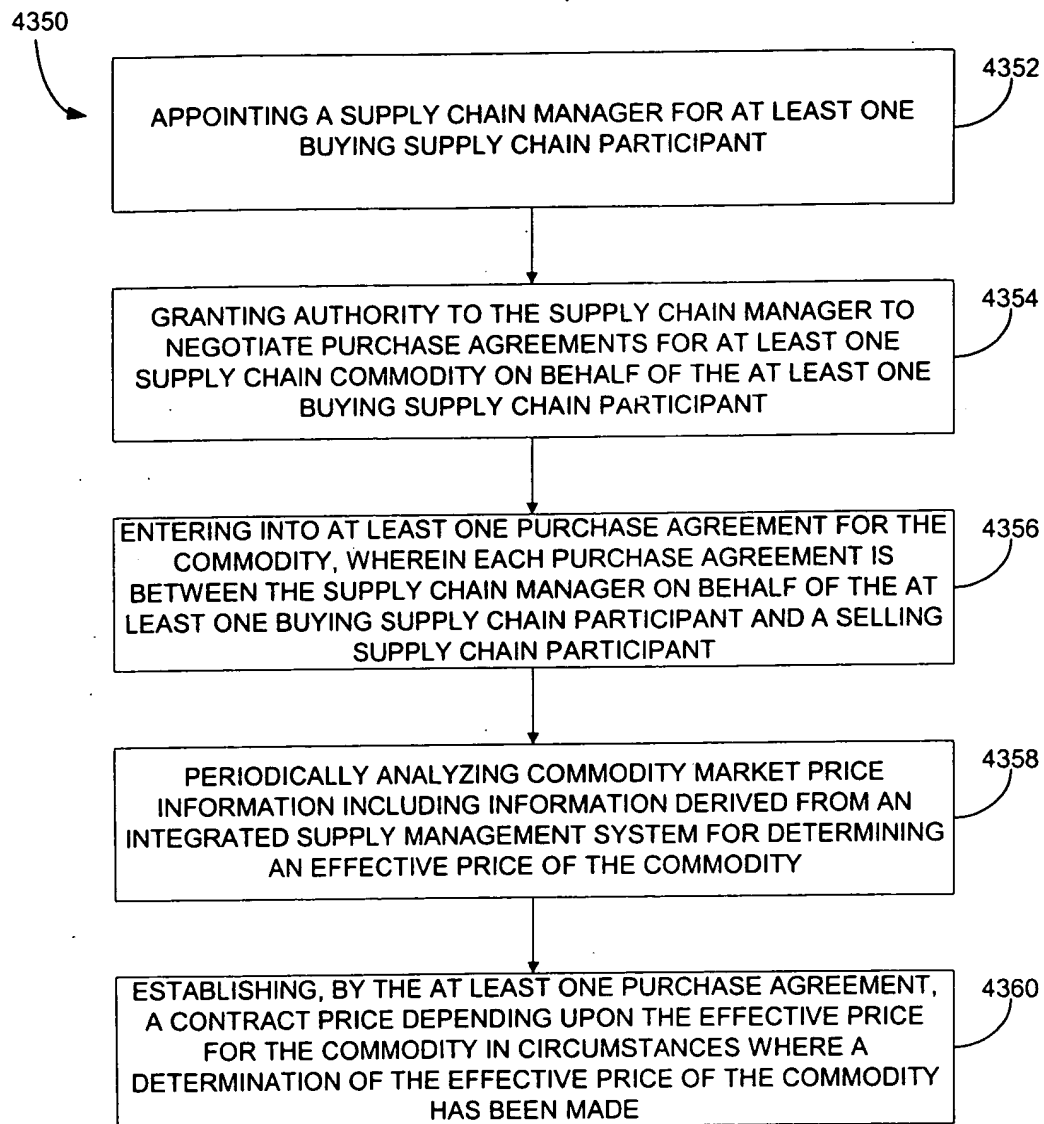 4350
4352
APPOINTING A SUPPLY CHAIN MANAGER FOR AT LEAST ONE
BUYING SUPPLY CHAIN PARTICIPANT
4354
GRANTING AUTHORITY TO THE SUPPLY CHAIN MANAGER TO
NEGOTIATE PURCHASE AGREEMENTS FOR AT LEAST ONE
SUPPLY CHAIN COMMODITY ON BEHALF OF THE AT LEAST ONE
BUYING SUPPLY CHAIN PARTICIPANT
4356
ENTERING INTO AT LEAST ONE PURCHASE AGREEMENT FOR THE
COMMODITY, WHEREIN EACH PURCHASE AGREEMENT IS
BETWEEN THE SUPPLY CHAIN MANAGER ON BEHALF OF THE AT
LEAST ONE BUYING SUPPLY CHAIN PARTICIPANT AND A SELLING
SUPPLY CHAIN PARTICIPANT
4358
PERIODICALLY ANALYZING COMMODITY MARKET PRICE
INFORMATION INCLUDING INFORMATION DERIVED FROM AN
INTEGRATED SUPPLY MANAGEMENT SYSTEM FOR DETERMINING
AN EFFECTIVE PRICE OF THE COMMODITY
4360
ESTABLISHING, BY THE AT LEAST ONE PURCHASE AGREEMENT,
A CONTRACT PRICE DEPENDING UPON THE EFFECTIVE PRICE
FOR THE COMMODITY IN CIRCUMSTANCES WHERE A
DETERMINATION OF THE EFFECTIVE PRICE OF THE COMMODITY
HAS BEEN MADE